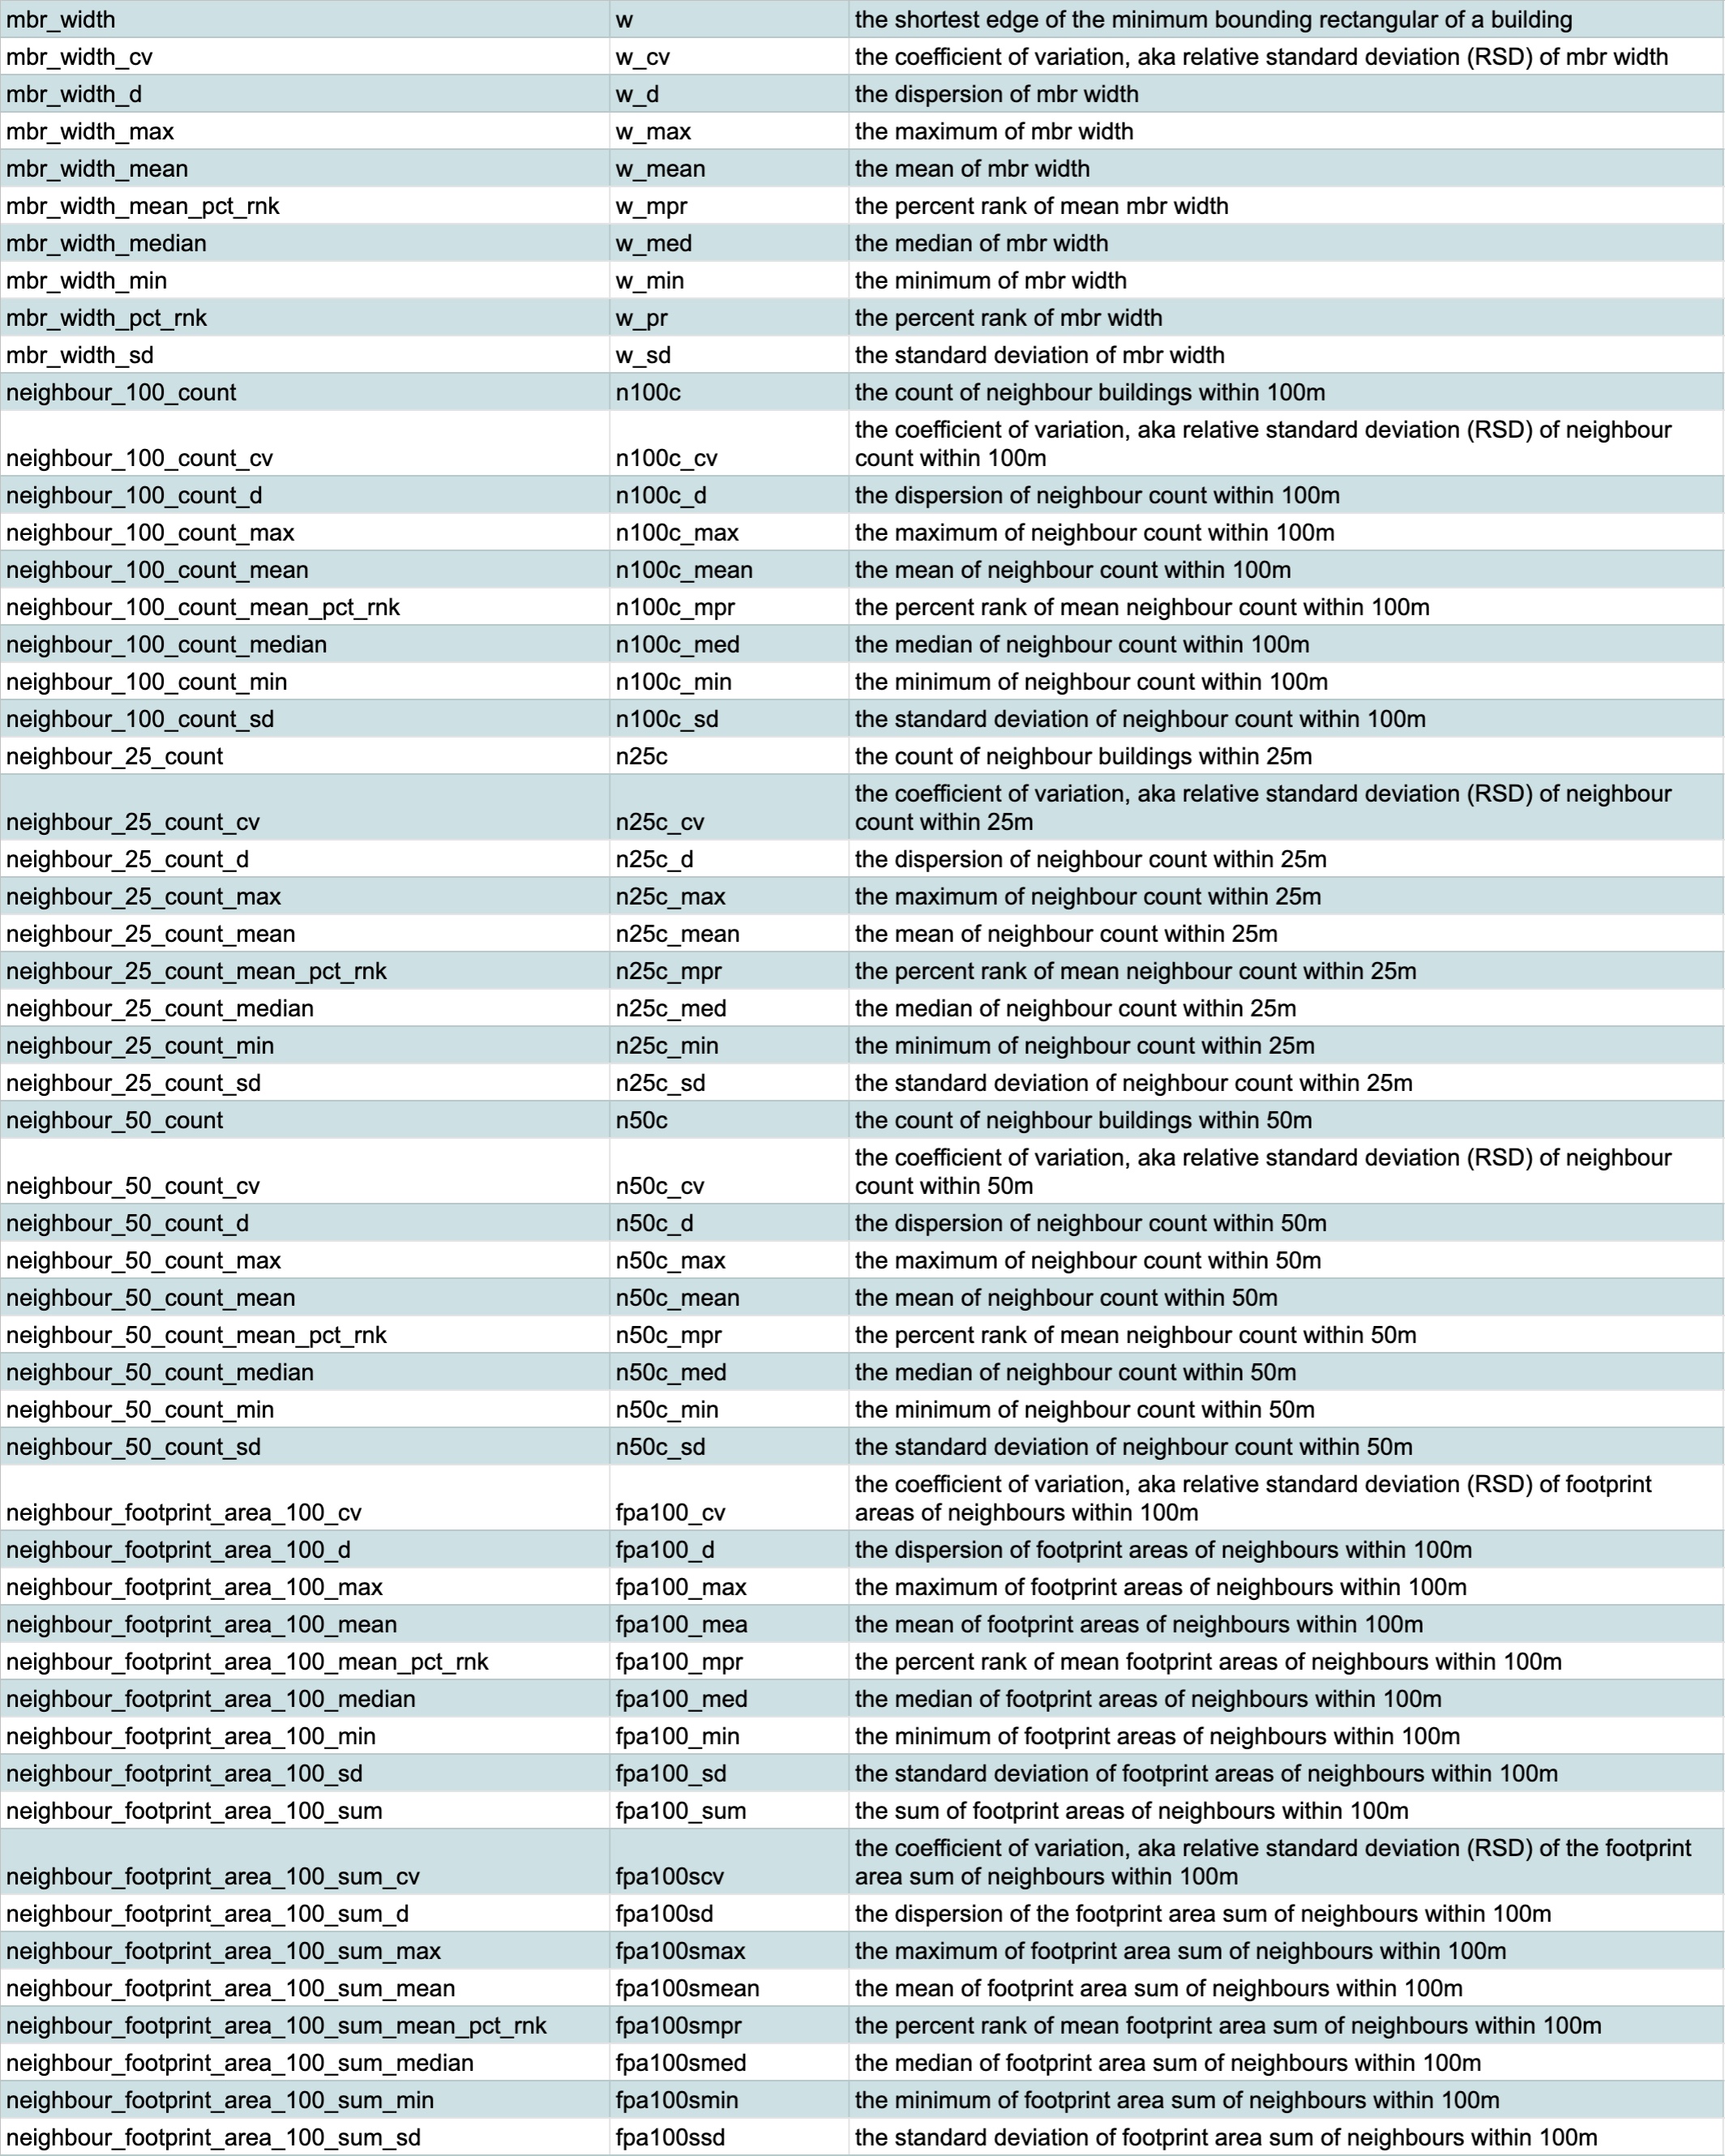 mbr_width w the shortest edge of the minimum bounding rectangular of a building
mbr_width_cv w_cv the coefficient of variation, aka relative standard deviation (RSD) of mbr width
mbr_width_d w_d the dispersion of mbr width
mbr_width_max w_max the maximum of mbr width
mbr_width_mean w_mean the mean of mbr width
mbr_width_mean_pct_rnk w_mpr the percent rank of mean mbr width
mbr_width_median w_med the median of mbr width
mbr_width_min w_min the minimum of mbr width
mbr_width_pct_rnk w_pr the percent rank of mbr width
mbr_width_sd w_sd the standard deviation of mbr width
neighbour_100_count n100c the count of neighbour buildings within 100m
the coefficient of variation, aka relative standard deviation (RSD) of neighbour
neighbour_100_count_cv n100c_cv count within 100m
neighbour_100_count_d n100c_d the dispersion of neighbour count within 100m
neighbour_100_count_max n100c_max the maximum of neighbour count within 100m
neighbour_100_count_mean n100c_mean the mean of neighbour count within 100m
neighbour_100_count_mean_pct_rnk n100c_mpr the percent rank of mean neighbour count within 100m
neighbour_100_count_median n100c_med the median of neighbour count within 100m
neighbour_100_count_min n100c_min the minimum of neighbour count within 100m
neighbour_100_count_sd n100c_sd the standard deviation of neighbour count within 100m
neighbour_25_count n25c the count of neighbour buildings within 25m
the coefficient of variation, aka relative standard deviation (RSD) of neighbour
neighbour_25_count_cv n25c_cv count within 25m
neighbour_25_count_d n25c_d the dispersion of neighbour count within 25m
neighbour_25_count_max n25c_max the maximum of neighbour count within 25m
neighbour_25_count_mean n25c_mean the mean of neighbour count within 25m
neighbour_25_count_mean_pct_rnk n25c_mpr the percent rank of mean neighbour count within 25m
neighbour_25_count_median n25c_med the median of neighbour count within 25m
neighbour_25_count_min n25c_min the minimum of neighbour count within 25m
neighbour_25_count_sd n25c_sd the standard deviation of neighbour count within 25m
neighbour_50_count n50c the count of neighbour buildings within 50m
the coefficient of variation, aka relative standard deviation (RSD) of neighbour
neighbour_50_count_cv n50c_cv count within 50m
neighbour_50_count_d n50c_d the dispersion of neighbour count within 50m
neighbour_50_count_max n50c_max the maximum of neighbour count within 50m
neighbour_50_count_mean n50c_mean the mean of neighbour count within 50m
neighbour_50_count_mean_pct_rnk n50c_mpr the percent rank of mean neighbour count within 50m
neighbour_50_count_median n50c_med the median of neighbour count within 50m
neighbour_50_count_min n50c_min the minimum of neighbour count within 50m
neighbour_50_count_sd n50c_sd the standard deviation of neighbour count within 50m
the coefficient of variation, aka relative standard deviation (RSD) of footprint
neighbour_footprint_area_100_cv fpa100_cv areas of neighbours within 100m
neighbour_footprint_area_100_d fpa100_d the dispersion of footprint areas of neighbours within 100m
neighbour_footprint_area_100_max fpa100_max the maximum of footprint areas of neighbours within 100m
neighbour_footprint_area_100_mean fpa100_mea the mean of footprint areas of neighbours within 100m
neighbour_footprint_area_100_mean_pct_rnk fpa100_mpr the percent rank of mean footprint areas of neighbours within 100m
neighbour_footprint_area_100_median fpa100_med the median of footprint areas of neighbours within 100m
neighbour_footprint_area_100_min fpa100_min the minimum of footprint areas of neighbours within 100m
neighbour_footprint_area_100_sd fpa100_sd the standard deviation of footprint areas of neighbours within 100m
neighbour_footprint_area_100_sum fpa100_sum the sum of footprint areas of neighbours within 100m
the coefficient of variation, aka relative standard deviation (RSD) of the footprint
neighbour_footprint_area_100_sum_cv fpa100scv area sum of neighbours within 100m
neighbour_footprint_area_100_sum_d fpa100sd the dispersion of the footprint area sum of neighbours within 100m
neighbour_footprint_area_100_sum_max fpa100smax the maximum of footprint area sum of neighbours within 100m
neighbour_footprint_area_100_sum_mean fpa100smean the mean of footprint area sum of neighbours within 100m
neighbour_footprint_area_100_sum_mean_pct_rnk fpa100smpr the percent rank of mean footprint area sum of neighbours within 100m
neighbour_footprint_area_100_sum_median fpa100smed the median of footprint area sum of neighbours within 100m
neighbour_footprint_area_100_sum_min fpa100smin the minimum of footprint area sum of neighbours within 100m
neighbour_footprint_area_100_sum_sd fpa100ssd the standard deviation of footprint area sum of neighbours within 100m